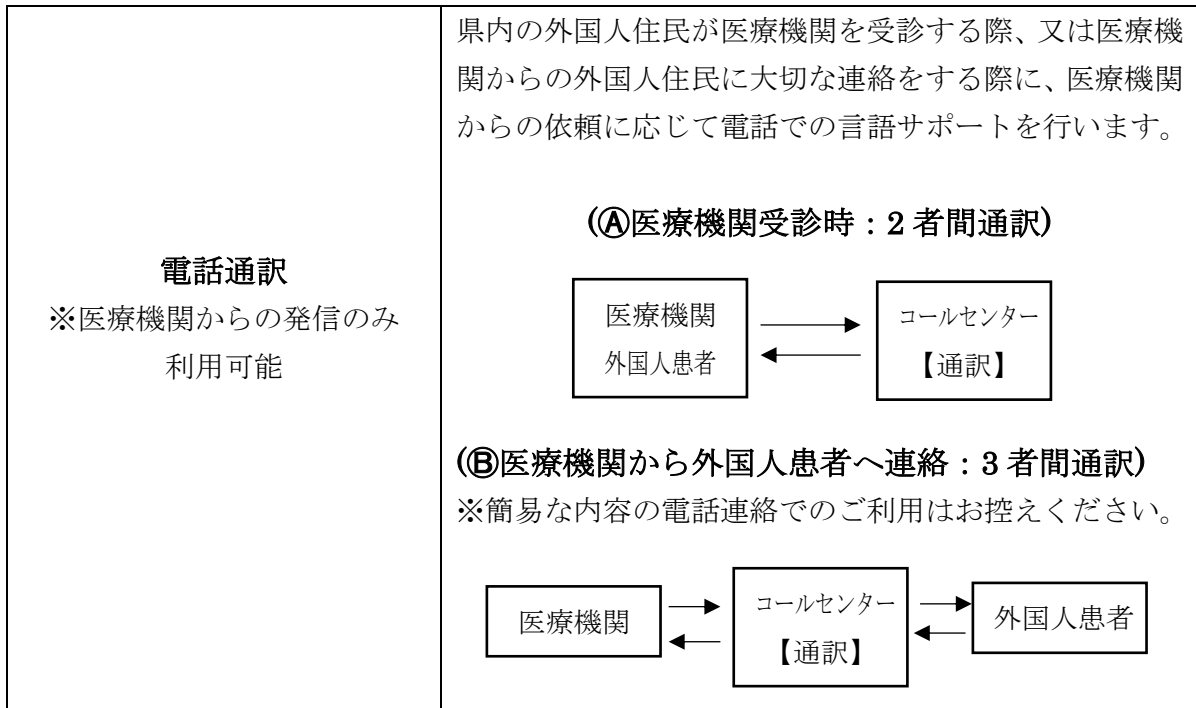 電話通訳
※医療機関からの発信のみ
利用可能
県内の外国人住民が医療機関を受診する際、又は医療機
関からの外国人住民に大切な連絡をする際に、医療機関
からの依頼に応じて電話での言語サポートを行います。
(Ⓐ医療機関受診時：2者間通訳)
医療機関
外国人患者
コールセンター
【通訳】
(Ⓑ医療機関から外国人患者へ連絡：3者間通訳)
※簡易な内容の電話連絡でのご利用はお控えください。
医療機関
コールセンター
【通訳】
外国人患者